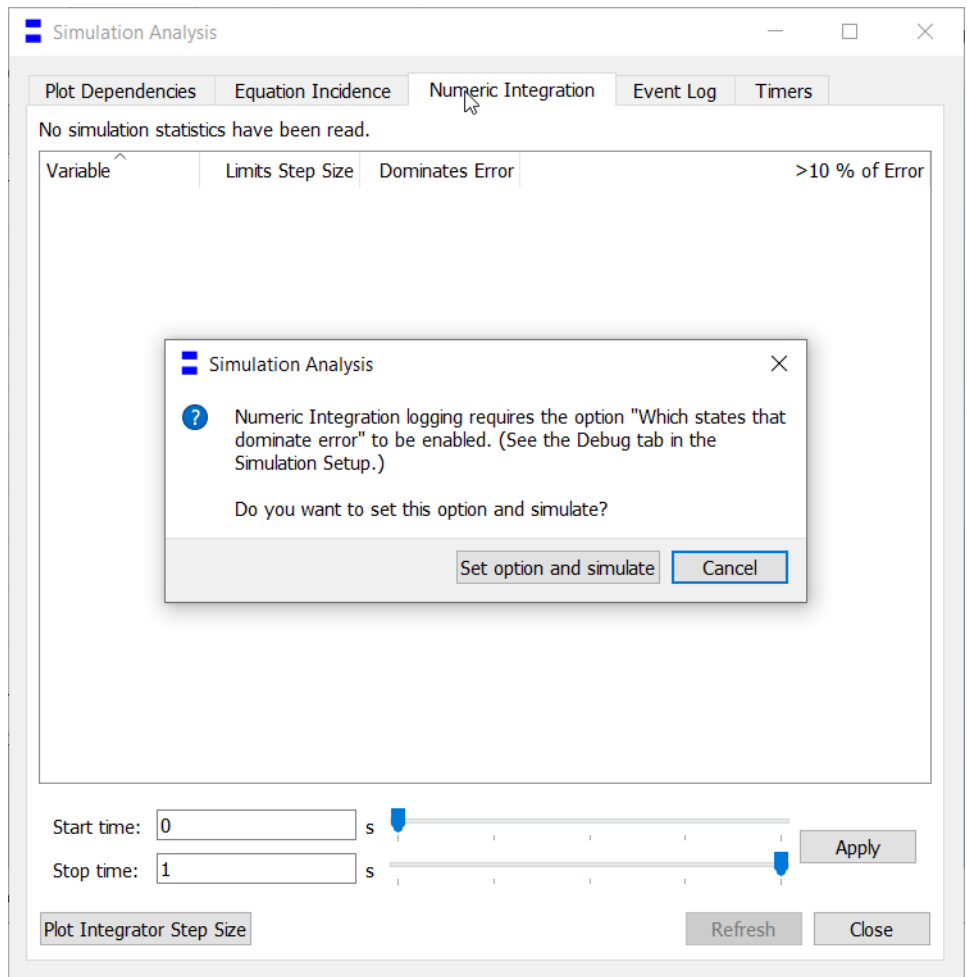 Simulation Analysis
Plot Dependencies Equation Incidence Numeric Integration Event Log Timers
No simulation statistics have been read.
Variable Limits Step Size Dominates Error >10 % of Error
Simulation Analysis
Numeric Integration logging requires the option "Which states that
dominate error" to be enabled. (See the Debug tab in the
Simulation Setup.)
Do you want to set this option and simulate?
Set option and simulate Cancel
Start time: 0 s
Apply
Stop time: 1 s
Plot Integrator Step Size Refresh Close